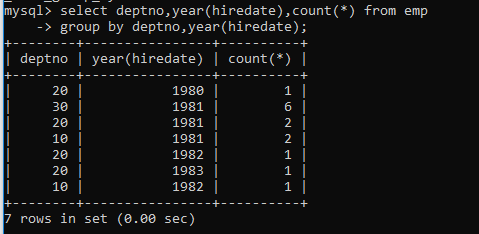 mysql> select deptno,year(hiredate),count(*) from emp
    -> group by deptno,year(hiredate);
+--------+----------------+----------+
| deptno | year(hiredate) | count(*) |
+--------+----------------+----------+
|     20 |           1980 |        1 |
|     30 |           1981 |        6 |
|     20 |           1981 |        2 |
|     10 |           1981 |        2 |
|     20 |           1982 |        1 |
|     20 |           1983 |        1 |
|     10 |           1982 |        1 |
+--------+----------------+----------+
7 rows in set (0.00 sec)